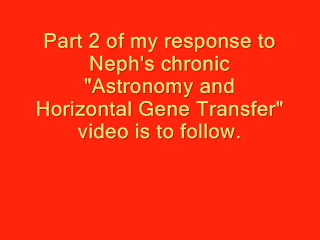 Part 2 of my response to
Neph's chronic
"Astronomy and
Horizontal Gene Transfer"
video is to follow.